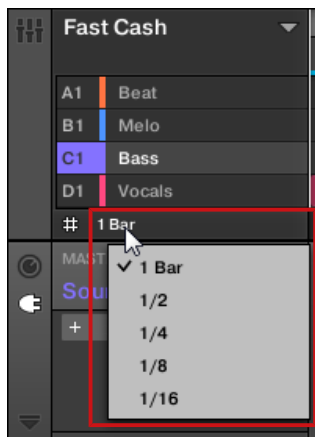 Fast Cash
A1 Beat
B1 Melo
C1 Bass
D1 Vocals
# 1 Bar
MAST
Sou
+
✓ 1 Bar
1/2
1/4
1/8
1/16